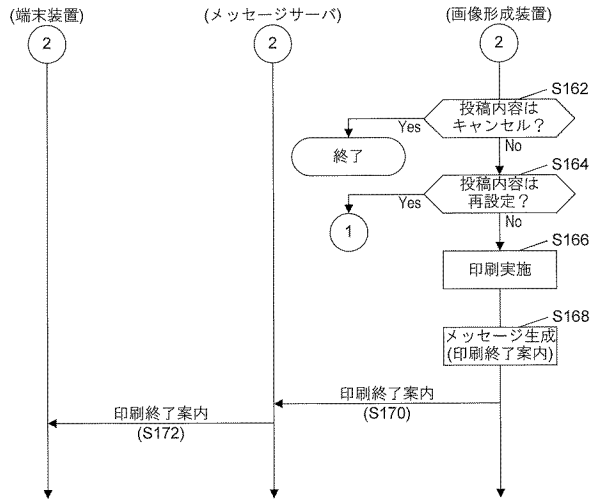 (端末装置)
(メッセージサーバ)
(画像形成装置)
2
2
2
S162
投稿内容は
キャンセル?
Yes
No
終了
S164
投稿内容は
再設定?
Yes
No
1
S166
印刷実施
S168
メッセージ生成
(印刷終了案内)
印刷終了案内
(S170)
印刷終了案内
(S172)